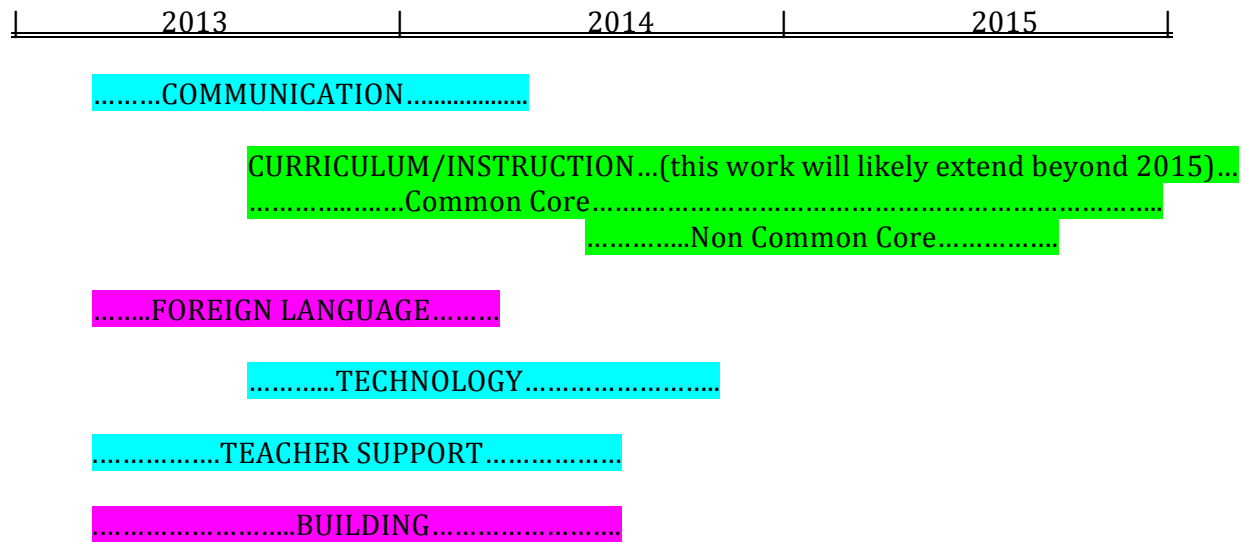 | 2013 | 2014 | 2015 |
………COMMUNICATION…..................
CURRICULUM/INSTRUCTION…(this work will likely extend beyond 2015)…
…………..……Common Core…………………………………………………………..
…………..Non Common Core…………….
……..FOREIGN LANGUAGE………
………...TECHNOLOGY…………………..
…………….TEACHER SUPPORT……………
…………………..BUILDING………………….